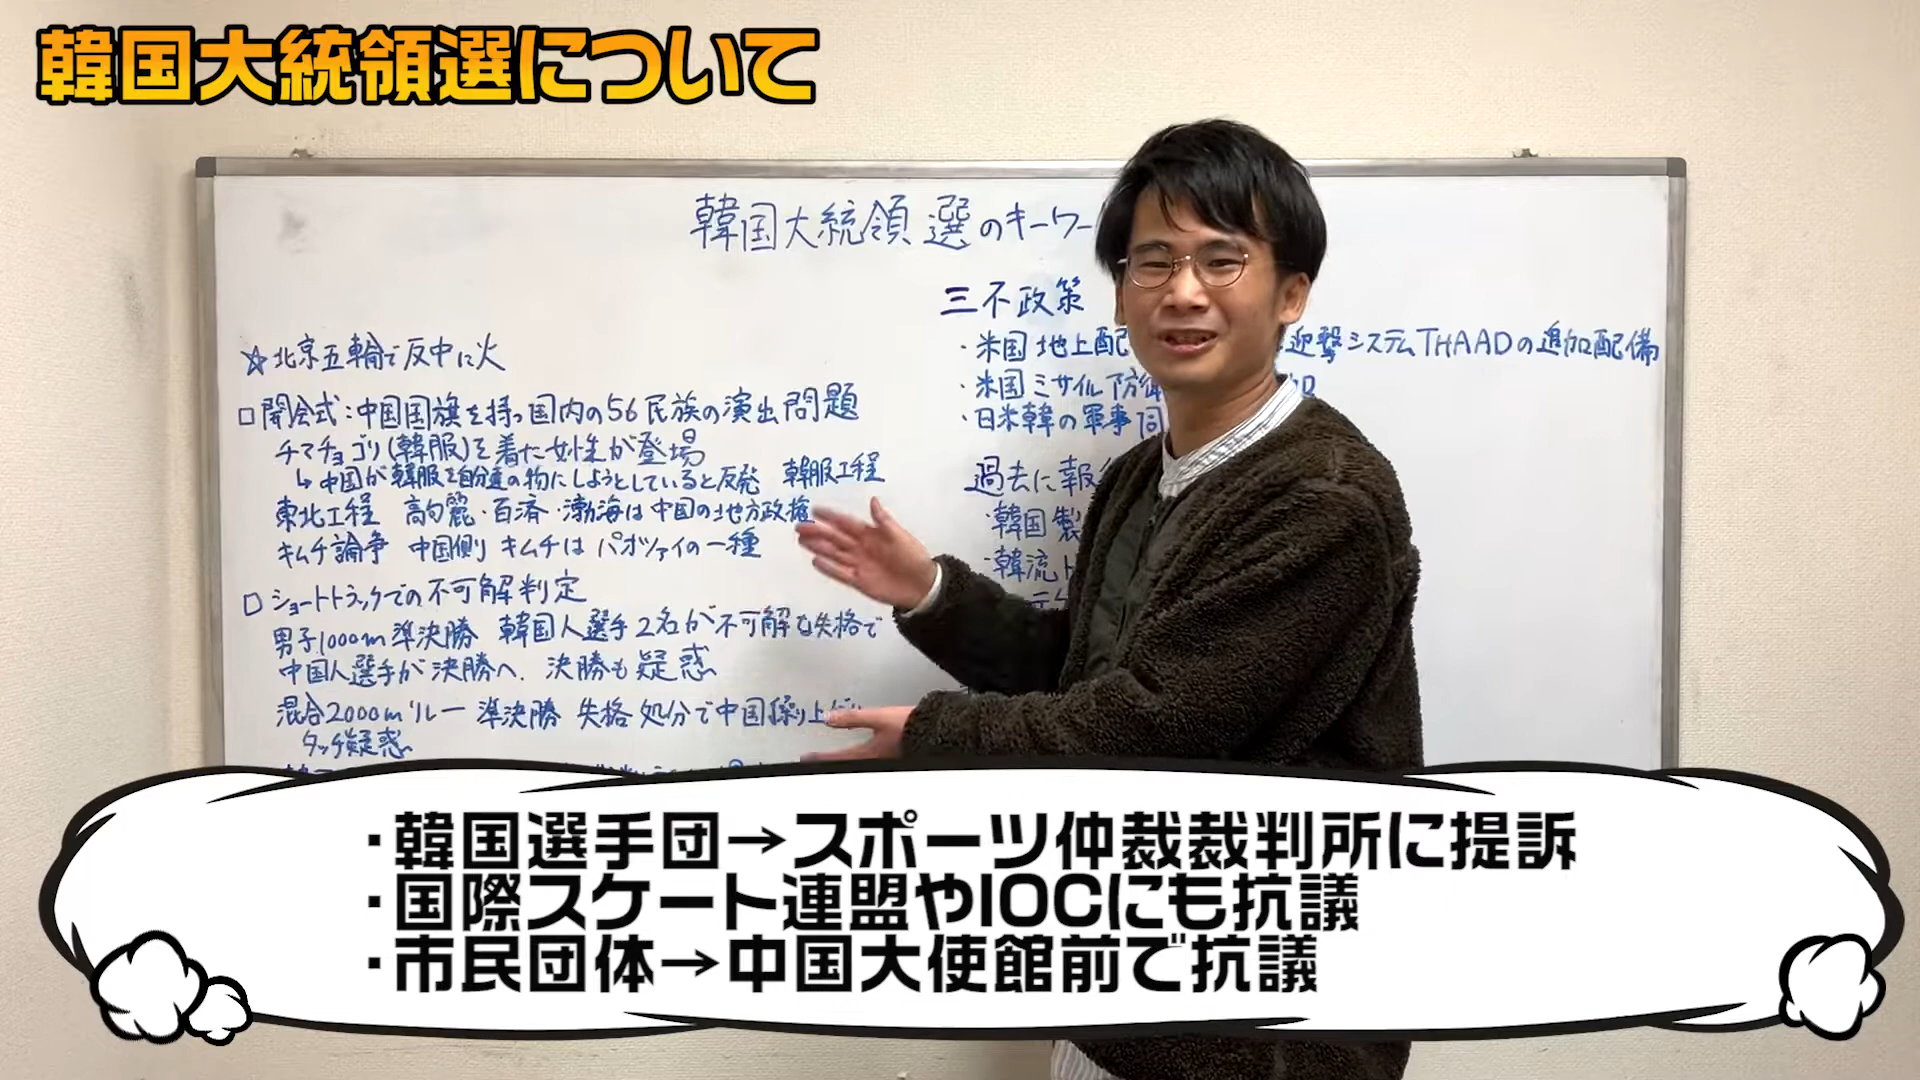 韓国大統領選について
韓国大統領選のキーワー
☆北京五輪で反中に火
□開会式:中国国旗を持つ国内の56民族の演出問題
チマチョゴリ(韓服)を着た女性が登場
↳中国が韓服を自分達の物にしようとしていると反発 韓服工程
東北工程 高句麗・百済・渤海は中国の地方政権
キムチ論争 中国側 キムチはパオツァイの一種
□ショートトラックでの不可解判定
男子1000m準決勝 韓国人選手2名が不可解な失格で
中国人選手が決勝へ、決勝も疑惑
混合2000mリレー 準決勝 失格処分で中国繰り上
タッチ疑惑
三不政策
・米国 地上配 迎撃システムTHAADの追加配備
・米国ミサイル防衛
・日米韓の軍事同
過去に報
・韓国製
・韓流ド
・韓国選手団→スポーツ仲裁裁判所に提訴
・国際スケート連盟やIOCにも抗議
・市民団体→中国大使館前で抗議